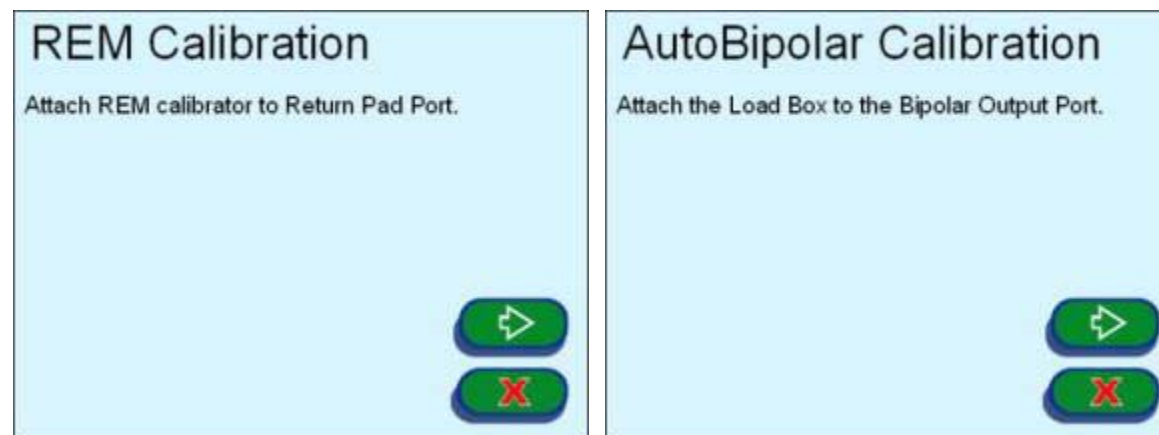 REM Calibration
Attach REM calibrator to Return Pad Port.
AutoBipolar Calibration
Attach the Load Box to the Bipolar Output Port.